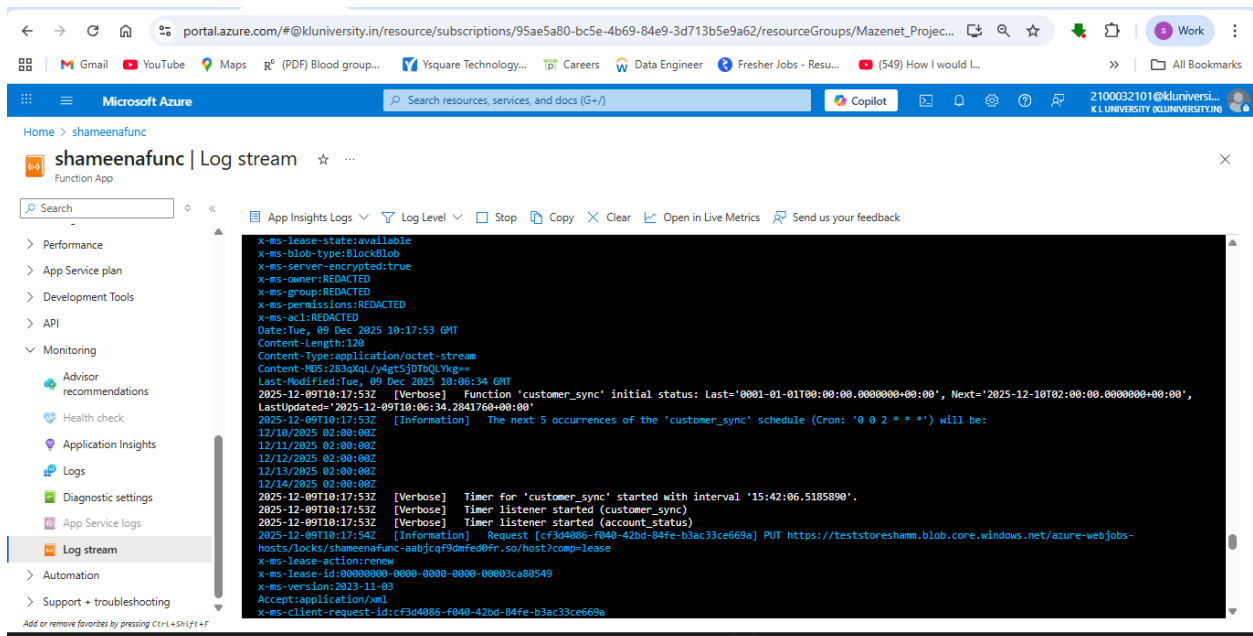 portal.azure.com/#@kluniversity.in/resource/subscriptions/95ae5a80-bc5e-4b69-84e9-3d713b5e9a62/resourceGroups/Mazenet_Projec...
S Work
Gmail YouTube Maps R⁶ (PDF) Blood group... Ysquare Technology... Careers Data Engineer Fresher Jobs - Resu... (549) How I would l... » All Bookmarks
Microsoft Azure
Search resources, services, and docs (G+/)
Copilot
2100032101@kluniversi...
K L UNIVERSITY (KLUNIVERSITY.IN)
Home > shameenafunc
shameenafunc | Log stream
Function App
Search
App Insights Logs Log Level Stop Copy Clear Open in Live Metrics Send us your feedback
Performance
App Service plan
Development Tools
API
Monitoring
Advisor
recommendations
Health check
Application Insights
Logs
Diagnostic settings
App Service logs
Log stream
Automation
Support + troubleshooting
Add or remove favorites by pressing Ctrl+Shift+F
x-ms-lease-state:available
x-ms-blob-type:BlockBlob
x-ms-server-encrypted:true
x-ms-owner:REDACTED
x-ms-group:REDACTED
x-ms-permissions:REDACTED
x-ms-acl:REDACTED
Date:Tue, 09 Dec 2025 10:17:53 GMT
Content-Length:120
Content-Type:application/octet-stream
Content-MD5:283qXqL/y4gtSjDTbQLYkg==
Last-Modified:Tue, 09 Dec 2025 10:06:34 GMT
2025-12-09T10:17:53Z [Verbose] Function 'customer_sync' initial status: Last='0001-01-01T00:00:00.0000000+00:00', Next='2025-12-10T02:00:00.0000000+00:00',
LastUpdated='2025-12-09T10:06:34.2841760+00:00'
2025-12-09T10:17:53Z [Information] The next 5 occurrences of the 'customer_sync' schedule (Cron: '0 0 2 * * *') will be:
12/10/2025 02:00:00Z
12/11/2025 02:00:00Z
12/12/2025 02:00:00Z
12/13/2025 02:00:00Z
12/14/2025 02:00:00Z
2025-12-09T10:17:53Z [Verbose] Timer for 'customer_sync' started with interval '15:42:06.5185890'.
2025-12-09T10:17:53Z [Verbose] Timer listener started (customer_sync)
2025-12-09T10:17:53Z [Verbose] Timer listener started (account_status)
2025-12-09T10:17:54Z [Information] Request [cf3d4086-f040-42bd-84fe-b3ac33ce669a] PUT https://teststoreshamm.blob.core.windows.net/azure-webjobs-
hosts/locks/shameenafunc-aabjcqf9dmfed0fr.so/host?comp=lease
x-ms-lease-action:renew
x-ms-lease-id:00000000-0000-0000-0000-00003ca80549
x-ms-version:2023-11-03
Accept:application/xml
x-ms-client-request-id:cf3d4086-f040-42bd-84fe-b3ac33ce669a